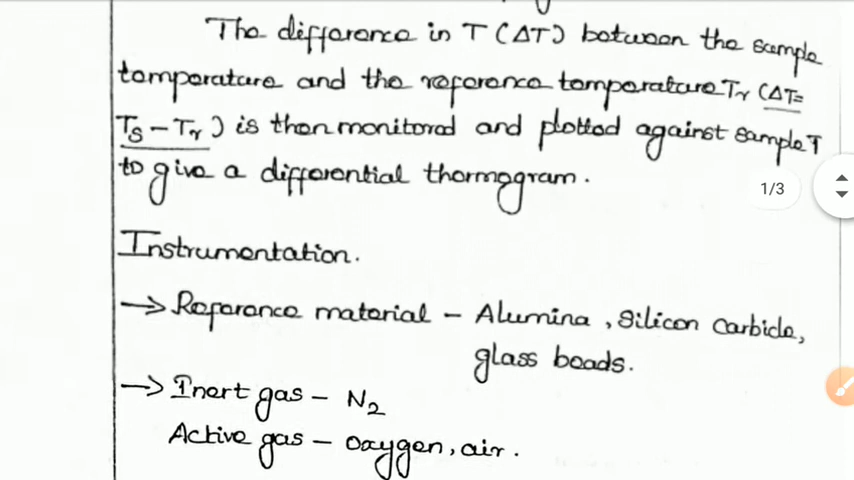 The difference in T (ΔT) between the sample
temperature and the reference temperature Tr (ΔT=
Ts - Tr) is then monitored and plotted against sample T
to give a differential thermogram.
1/3
Instrumentation.
→ Reference material - Alumina, Silicon carbide,
glass beads.
→ Inert gas - N2
Active gas - oxygen, air.